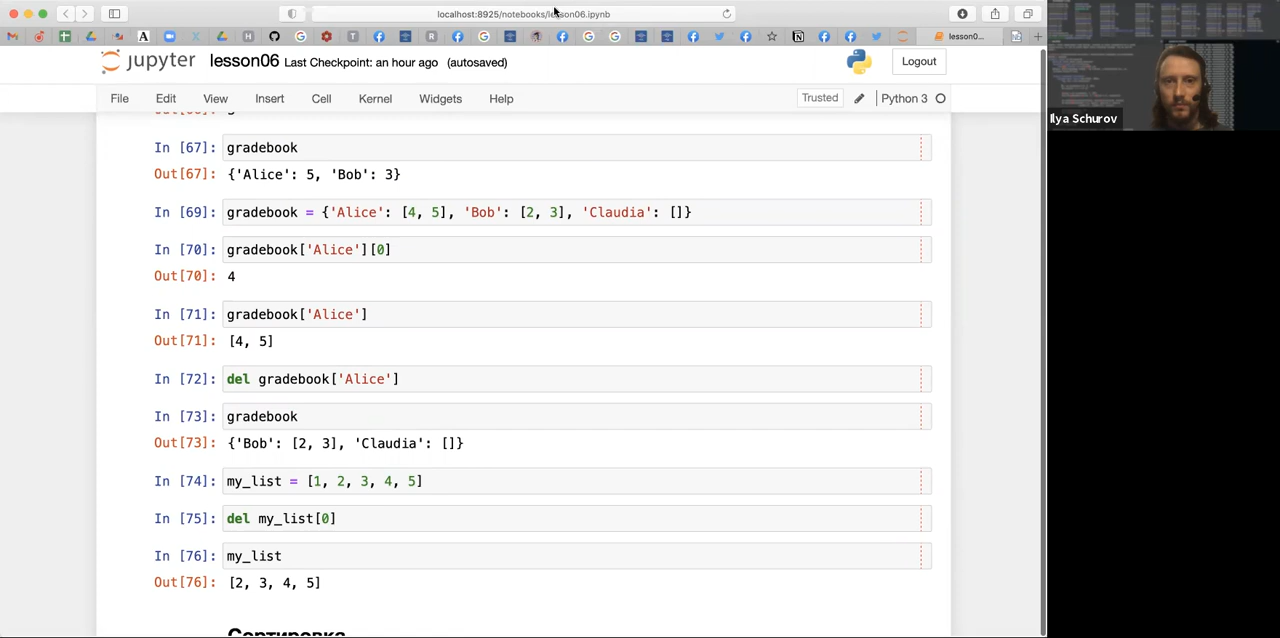 localhost:8925/notebooks/lesson06.ipynb
lesson0...
jupyter lesson06 Last Checkpoint: an hour ago (autosaved)
Logout
File Edit View Insert Cell Kernel Widgets Help
Trusted Python 3
Ilya Schurov
In [67]: gradebook
Out[67]: {'Alice': 5, 'Bob': 3}
In [69]: gradebook = {'Alice': [4, 5], 'Bob': [2, 3], 'Claudia': []}
In [70]: gradebook['Alice'][0]
Out[70]: 4
In [71]: gradebook['Alice']
Out[71]: [4, 5]
In [72]: del gradebook['Alice']
In [73]: gradebook
Out[73]: {'Bob': [2, 3], 'Claudia': []}
In [74]: my_list = [1, 2, 3, 4, 5]
In [75]: del my_list[0]
In [76]: my_list
Out[76]: [2, 3, 4, 5]
Сортировка